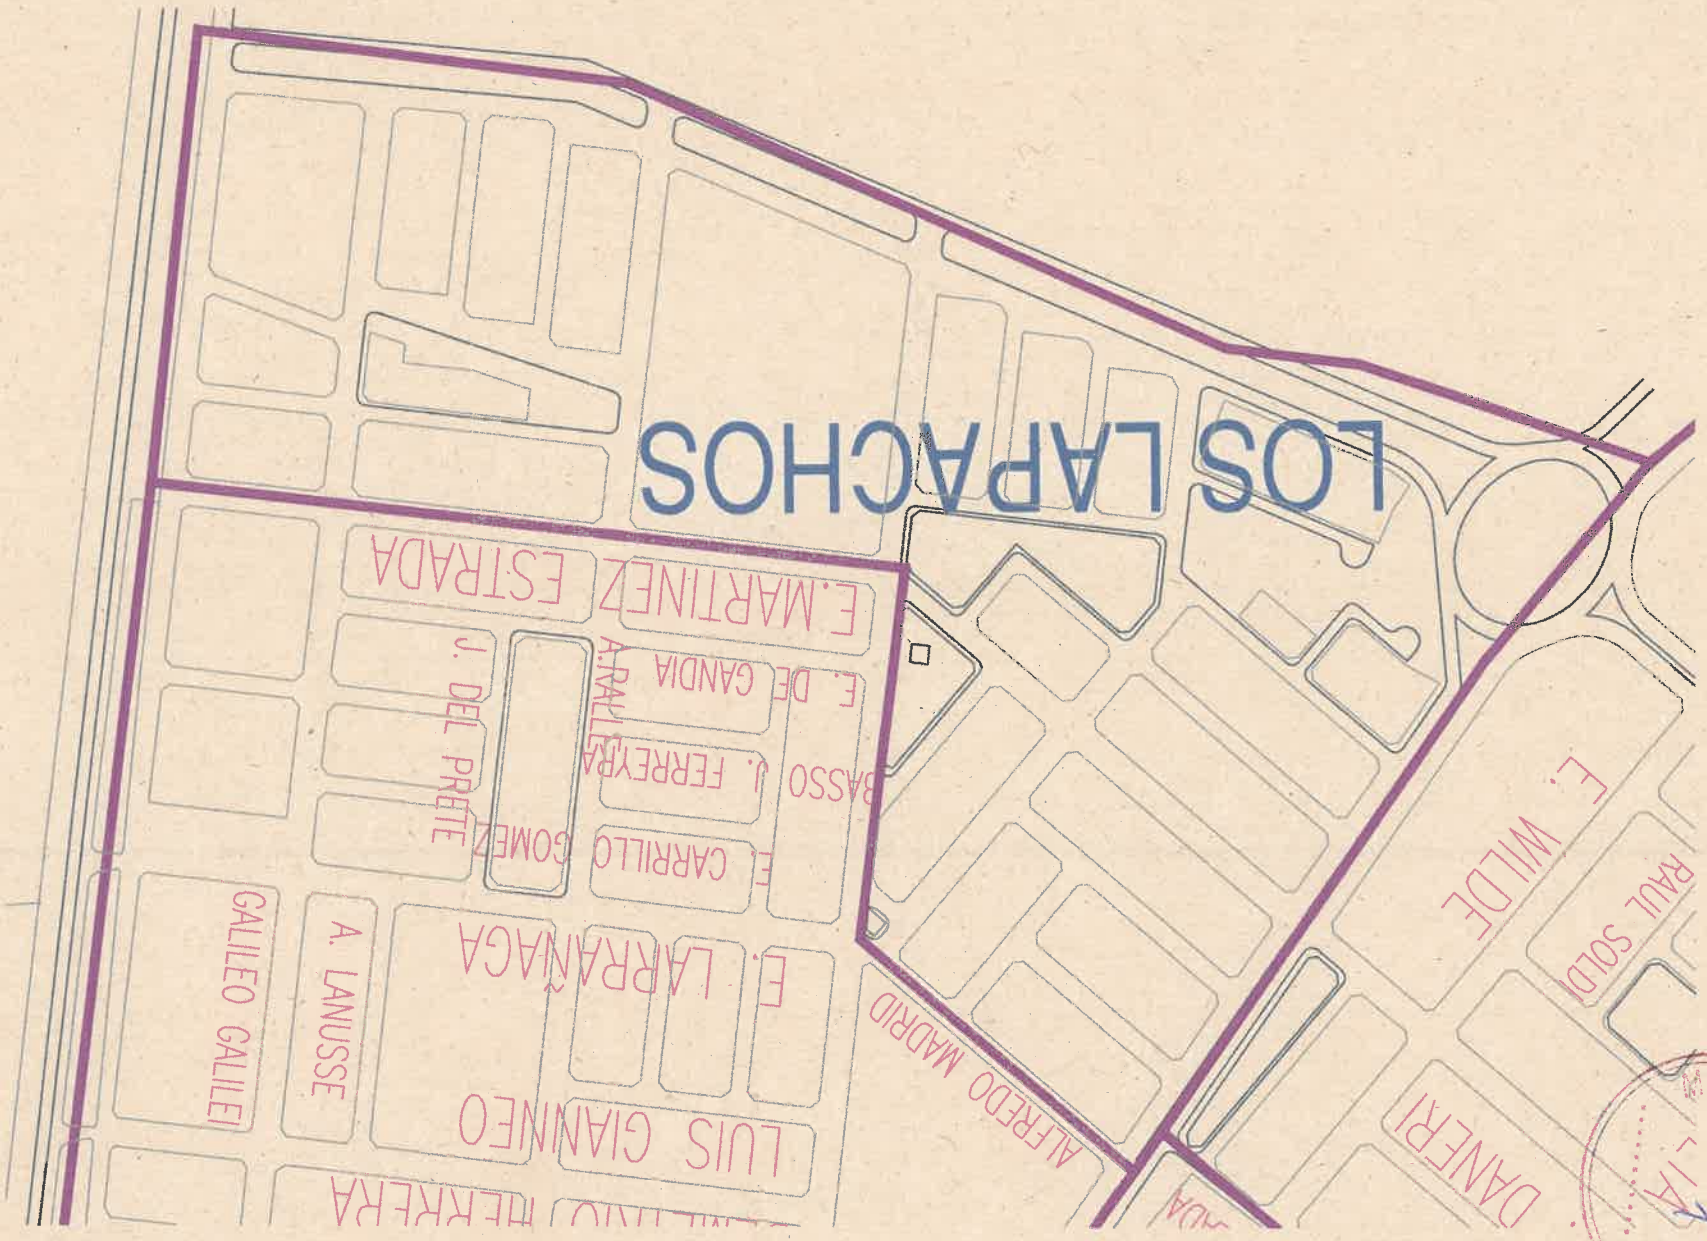 LOS LAPACHOS
E. MARTINEZ ESTRADA
E. DE GANDIA
A. RALLE
J. DEL PRETE
J. FERREYRA
BASSO
E. CARRILLO
GOMEZ
E. LARRAÑAGA
A. LANUSSE
GALILEO GALILEI
LUIS GIANNEO
HERRERA
ALFREDO MADRID
E. WILDE
RAUL SOLDI
DANERI